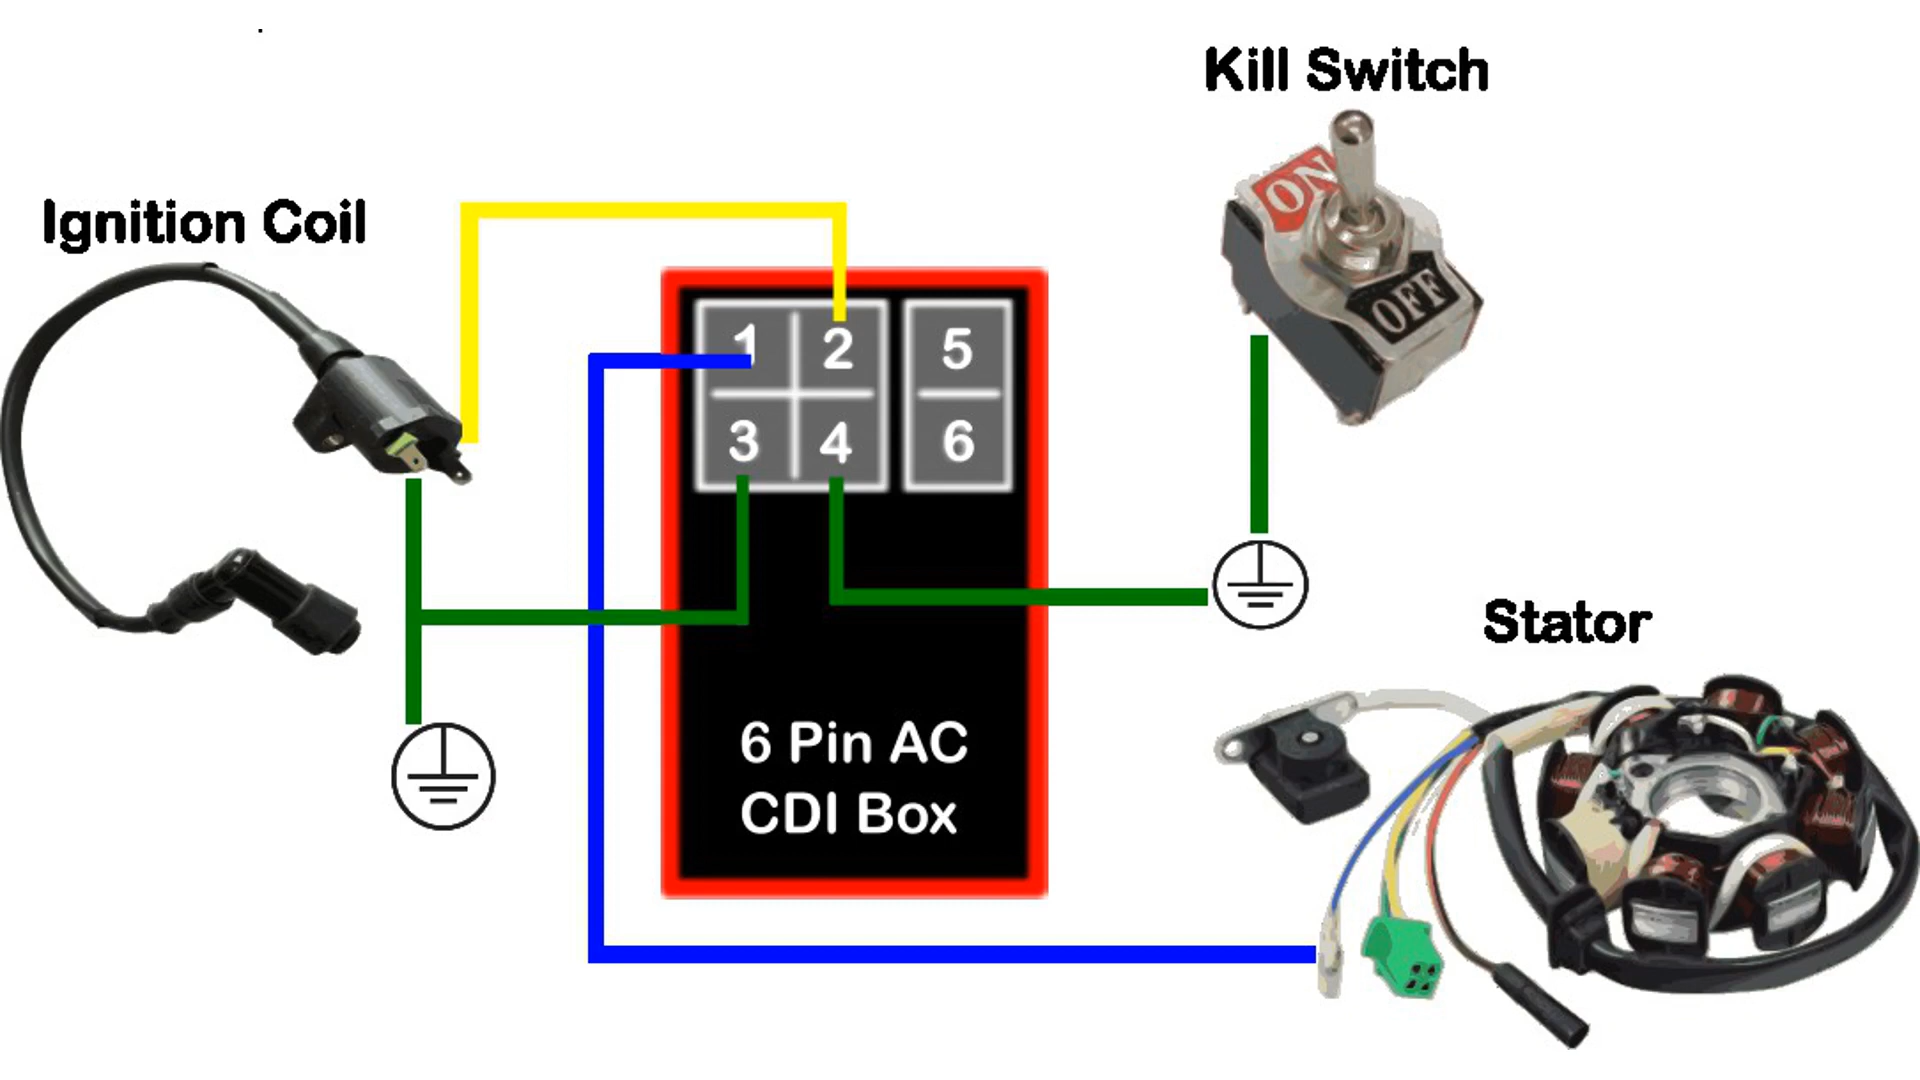 Kill Switch
ON
OFF
Ignition Coil
1 2 5
3 4 6
6 Pin AC
CDI Box
Stator